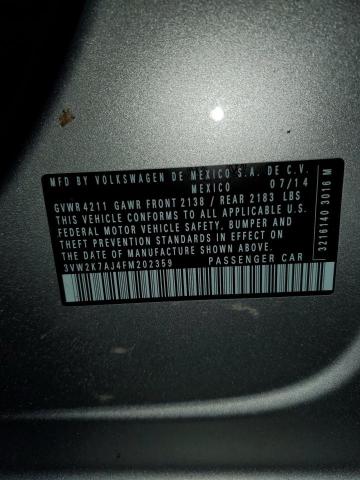 MFD BY VOLKSWAGEN DE MEXICO S.A. DE C.V.
MEXICO 07/14
GVWR 4211 GAWR FRONT 2138 / REAR 2183 LBS
THIS VEHICLE CONFORMS TO ALL APPLICABLE U.S.
FEDERAL MOTOR VEHICLE SAFETY, BUMPER AND
THEFT PREVENTION STANDARDS IN EFFECT ON
THE DATE OF MANUFACTURE SHOWN ABOVE
3VW2K7AJ4FM202359 PASSENGER CAR
3216140 3016 M